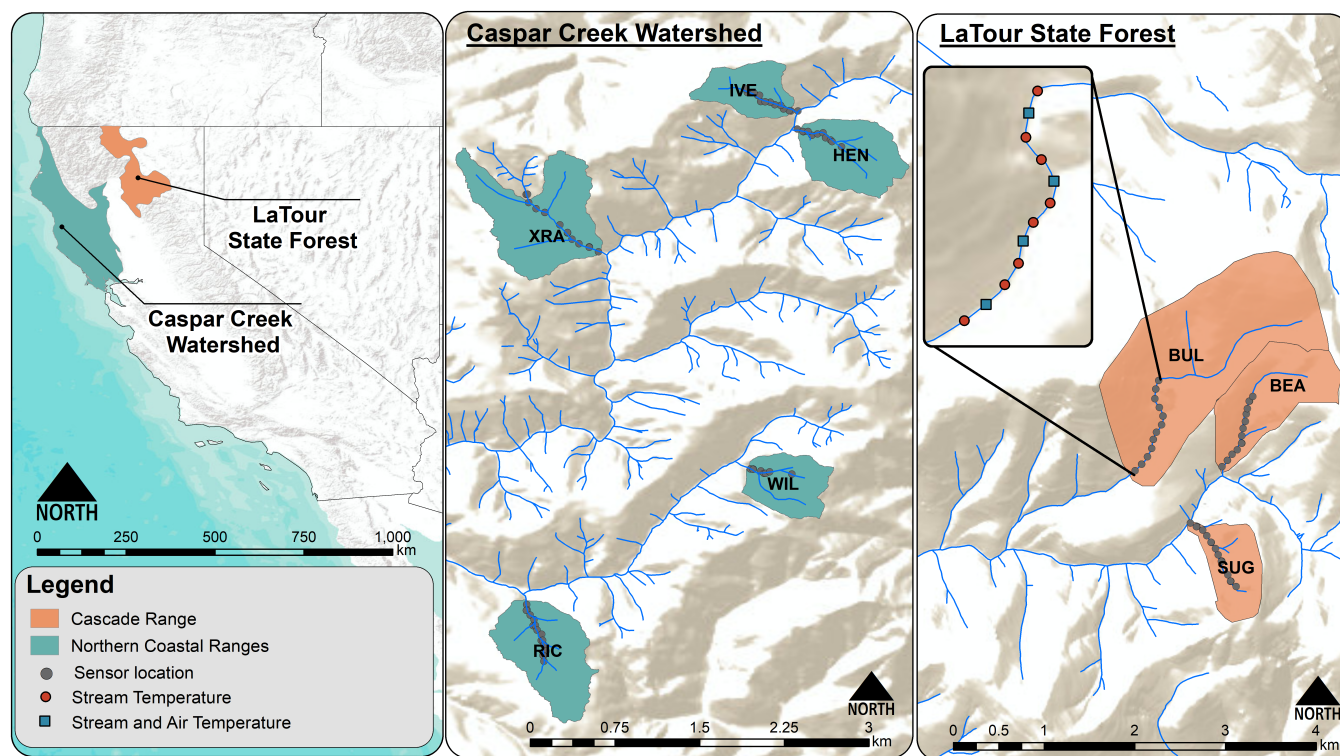 LaTour
State Forest
Caspar Creek
Watershed
NORTH
0 250 500 750 1,000
km
Legend
Cascade Range
Northern Coastal Ranges
Sensor location
Stream Temperature
Stream and Air Temperature
Caspar Creek Watershed
IVE
HEN
XRA
WIL
RIC
NORTH
0 0.75 1.5 2.25 3
km
LaTour State Forest
BUL
BEA
SUG
NORTH
0 0.5 1 2 3 4
km